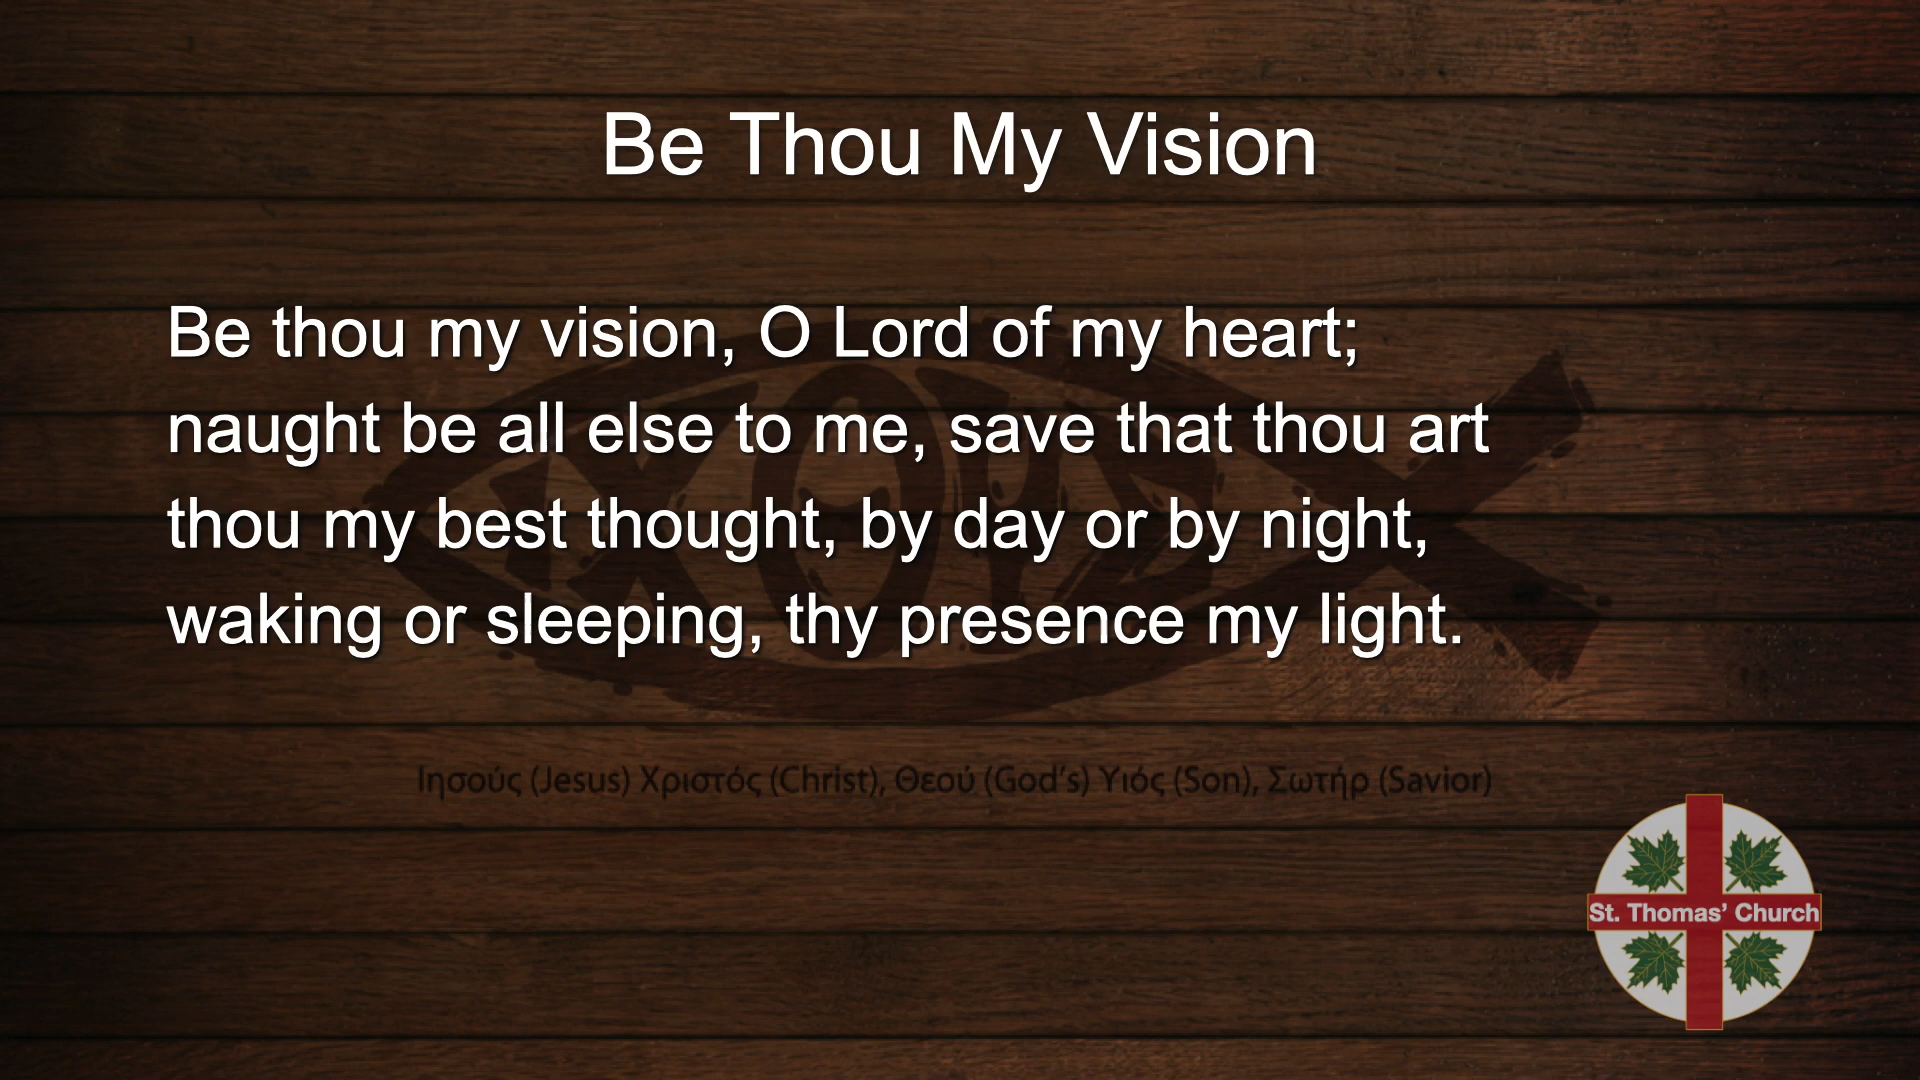 Be Thou My Vision
Be thou my vision, O Lord of my heart;
naught be all else to me, save that thou art
thou my best thought, by day or by night,
waking or sleeping, thy presence my light.
ΙΧΘΥΣ
Ιησούς (Jesus) Χριστός (Christ), Θεού (God's) Υιός (Son), Σωτήρ (Savior)
St. Thomas' Church